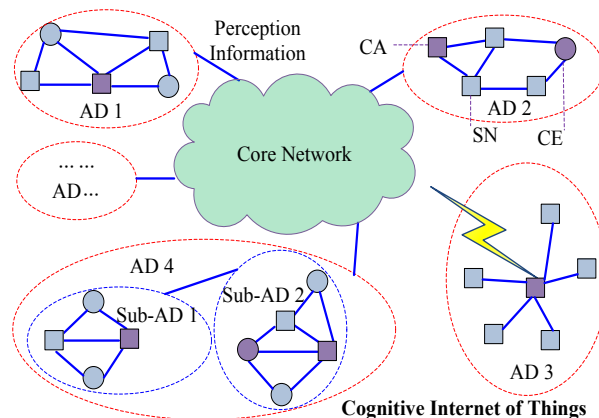 Perception
Information
CA
AD 1
AD 2
SN
CE
Core Network
... ...
AD...
AD 4
Sub-AD 1
Sub-AD 2
AD 3
Cognitive Internet of Things